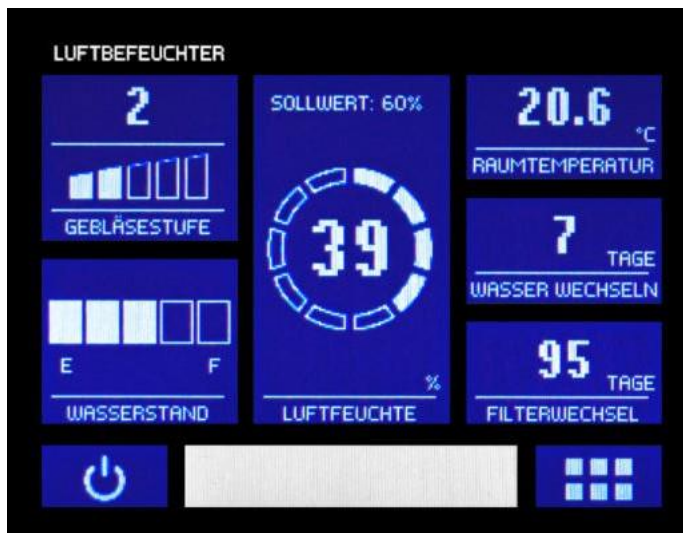 LUFTBEFEUCHTER
2
GEBLÄSESTUFE
E F
WASSERSTAND
SOLLWERT: 60%
39
%
LUFTFEUCHTE
20.6 °C
RAUMTEMPERATUR
7 TAGE
WASSER WECHSELN
95 TAGE
FILTERWECHSEL